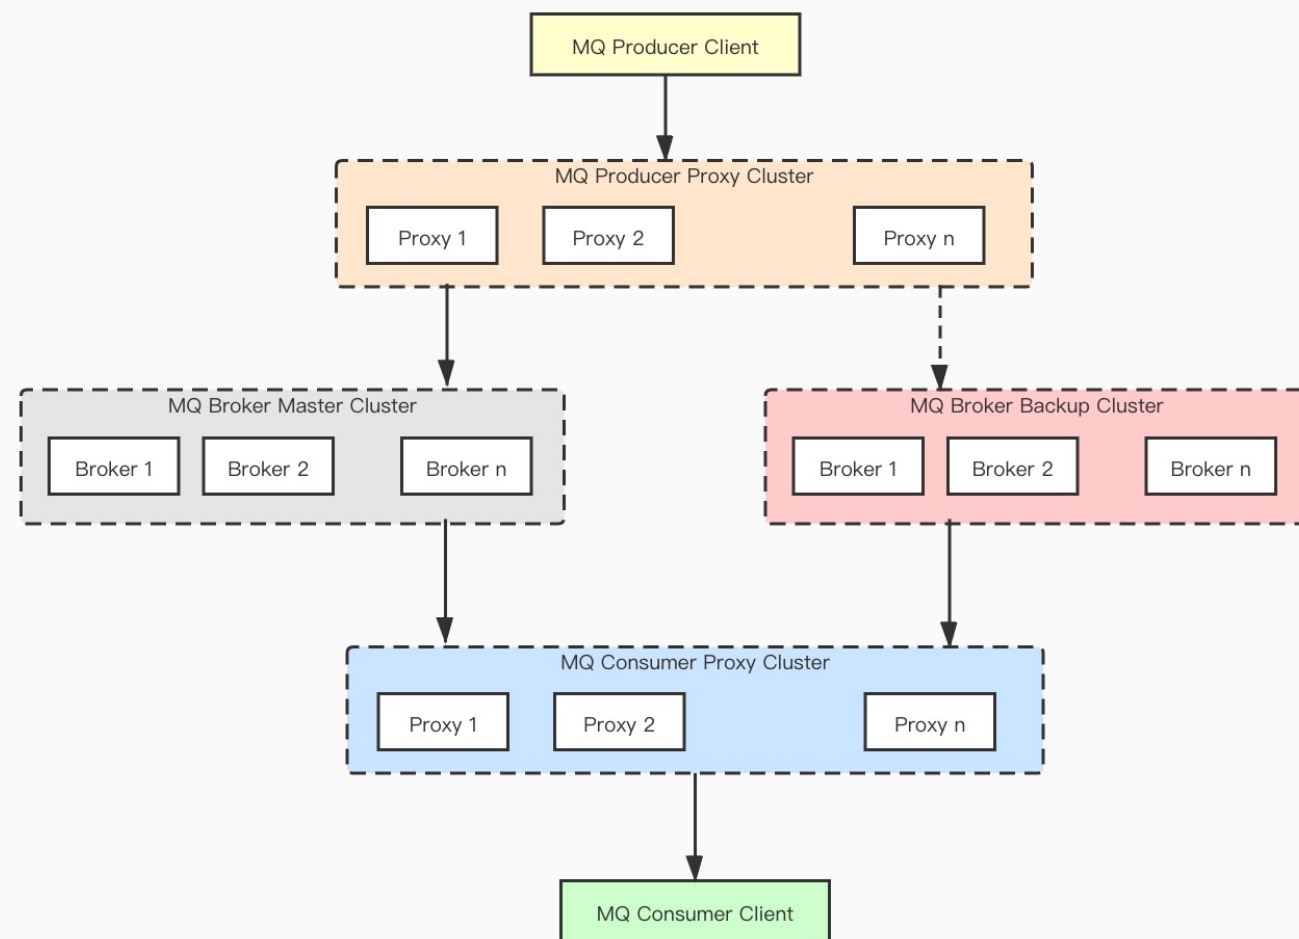 MQ Producer Client
MQ Producer Proxy Cluster
Proxy 1
Proxy 2
Proxy n
MQ Broker Master Cluster
Broker 1
Broker 2
Broker n
MQ Broker Backup Cluster
Broker 1
Broker 2
Broker n
MQ Consumer Proxy Cluster
Proxy 1
Proxy 2
Proxy n
MQ Consumer Client